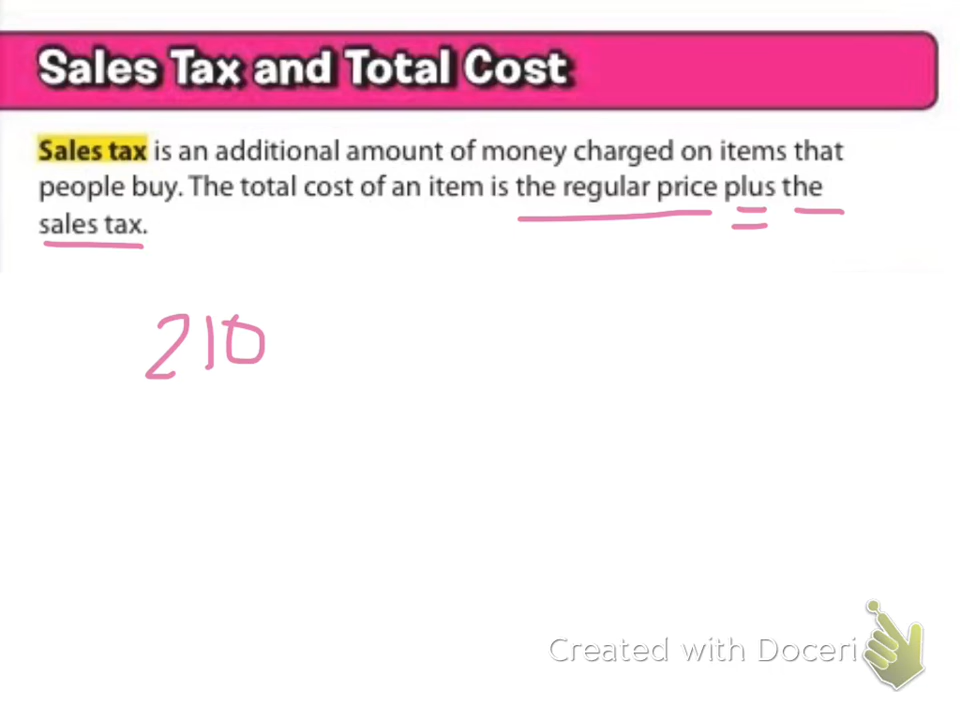 Sales Tax and Total Cost
Sales tax is an additional amount of money charged on items that
people buy. The total cost of an item is the regular price plus the
sales tax.
210
Created with Doceri